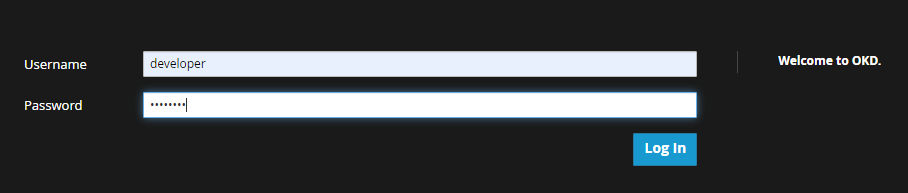 Username
developer
Welcome to OKD.
Password
••••••••
Log In